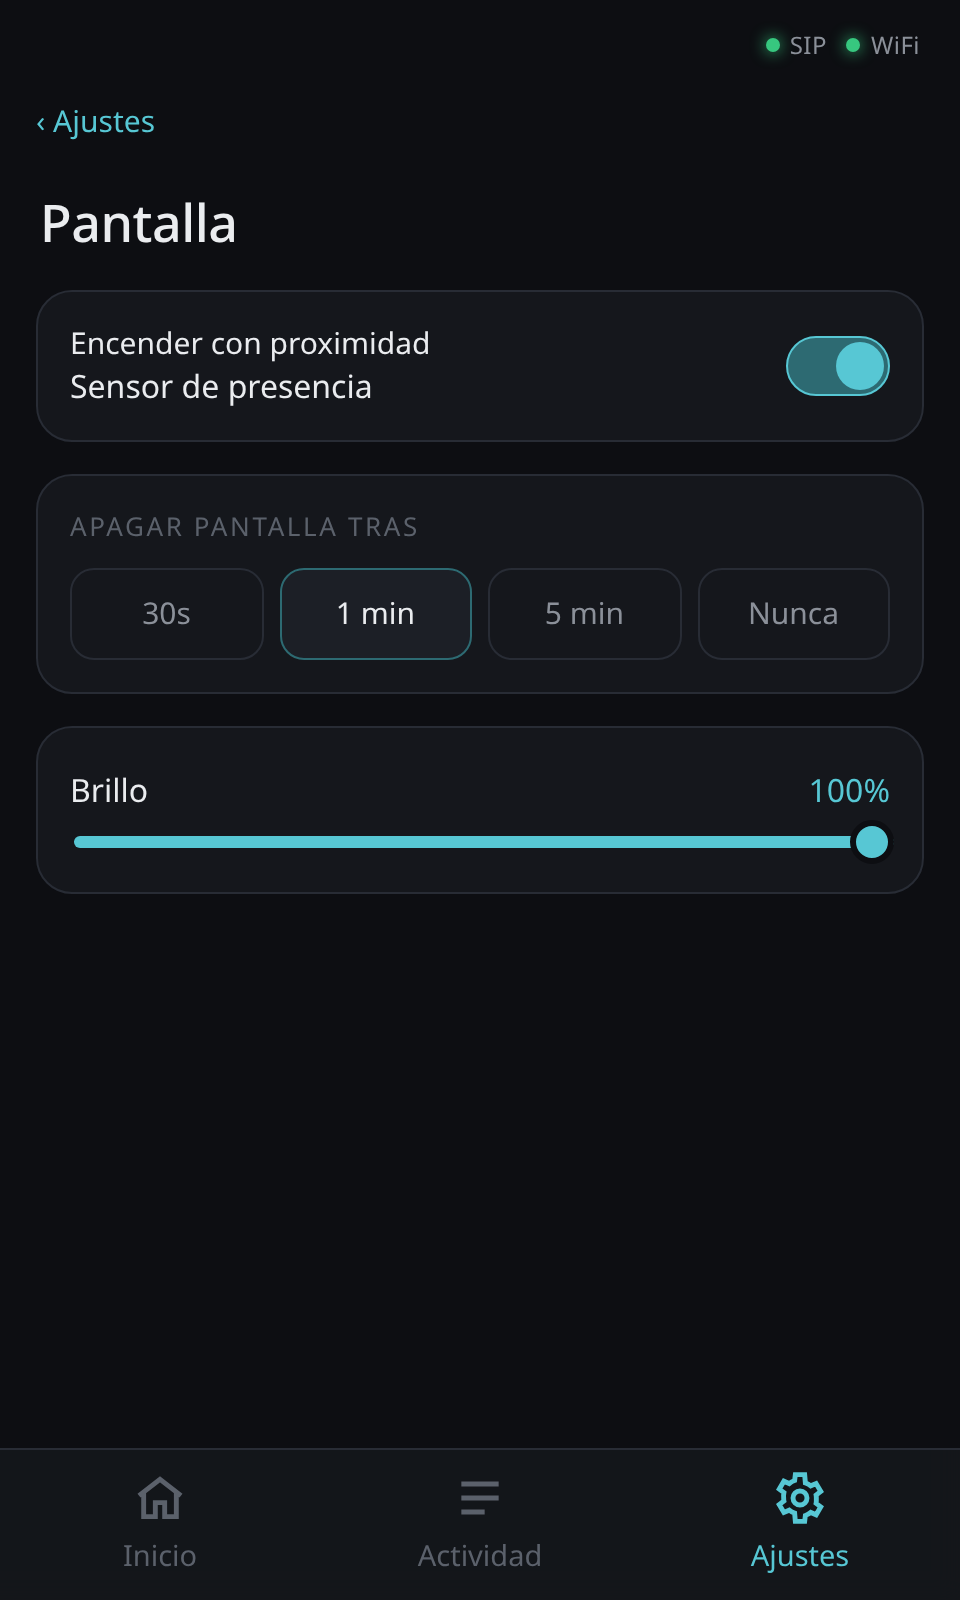 SIP WiFi
‹ Ajustes
Pantalla
Encender con proximidad
Sensor de presencia
APAGAR PANTALLA TRAS
30s 1 min 5 min Nunca
Brillo 100%
Inicio Actividad Ajustes